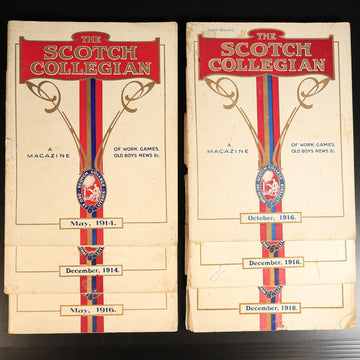 THE
SCOTCH
COLLEGIAN
A
MAGAZINE
OF WORK, GAMES,
OLD BOYS NEWS &c.
May, 1914.
December, 1914.
May, 1916.
THE
SCOTCH
COLLEGIAN
A
MAGAZINE
OF WORK, GAMES,
OLD BOYS NEWS &c.
October, 1916.
December, 1916.
December, 1918.